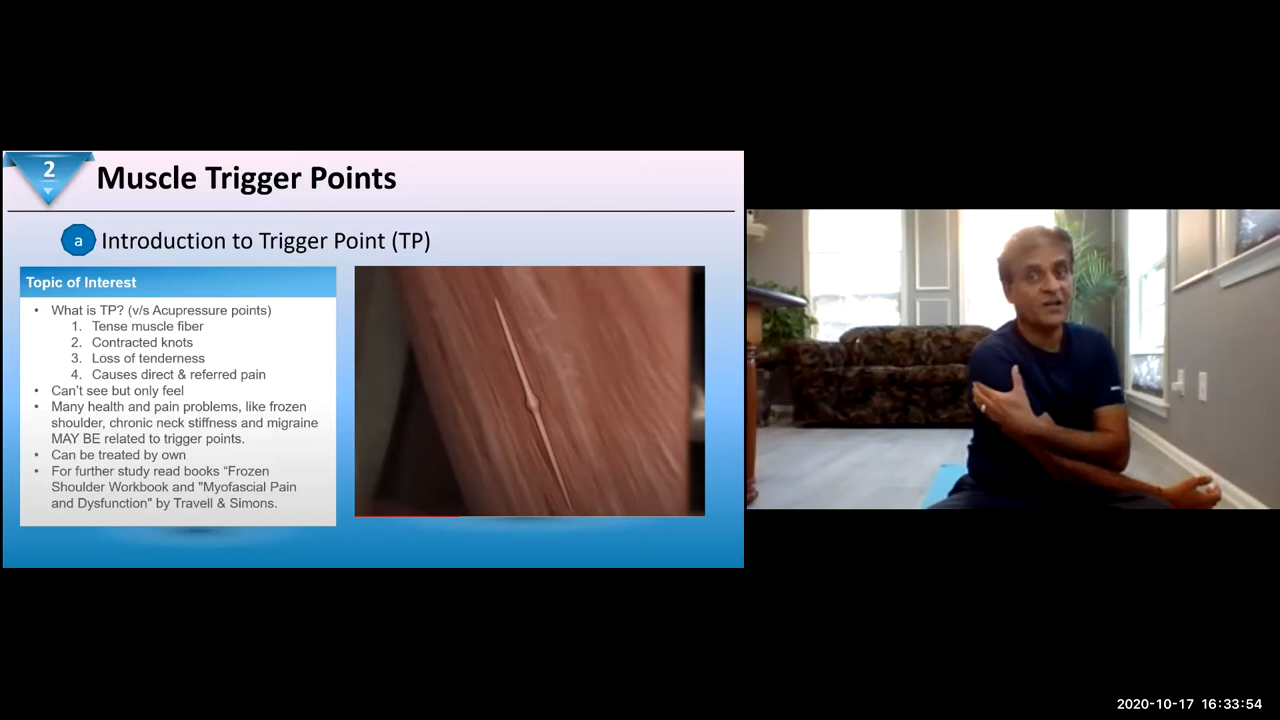 2
Muscle Trigger Points
a
Introduction to Trigger Point (TP)
Topic of Interest
• What is TP? (v/s Acupressure points)
1. Tense muscle fiber
2. Contracted knots
3. Loss of tenderness
4. Causes direct & referred pain
• Can't see but only feel
• Many health and pain problems, like frozen
shoulder, chronic neck stiffness and migraine
MAY BE related to trigger points.
• Can be treated by own
• For further study read books "Frozen
Shoulder Workbook and "Myofascial Pain
and Dysfunction" by Travell & Simons.
2020-10-17 16:33:54